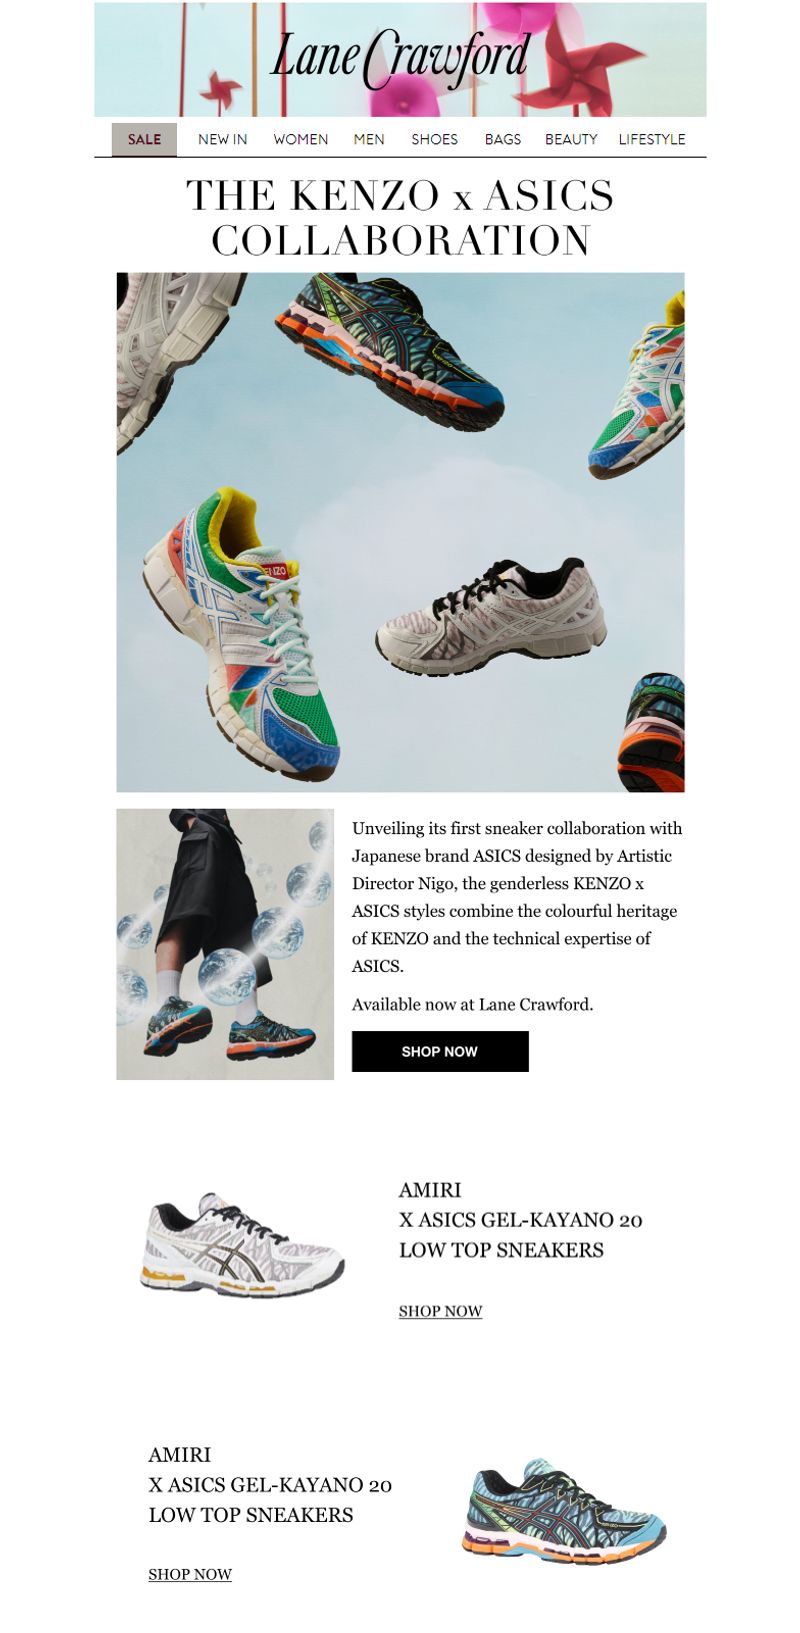 Lane Crawford
SALE NEW IN WOMEN MEN SHOES BAGS BEAUTY LIFESTYLE
THE KENZO x ASICS
COLLABORATION
KENZO
Unveiling its first sneaker collaboration with
Japanese brand ASICS designed by Artistic
Director Nigo, the genderless KENZO x
ASICS styles combine the colourful heritage
of KENZO and the technical expertise of
ASICS.
Available now at Lane Crawford.
SHOP NOW
AMIRI
X ASICS GEL-KAYANO 20
LOW TOP SNEAKERS
SHOP NOW
AMIRI
X ASICS GEL-KAYANO 20
LOW TOP SNEAKERS
SHOP NOW